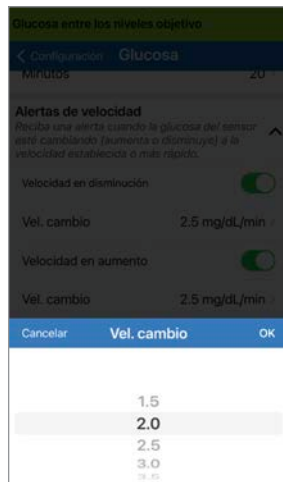 Glucosa entre los niveles objetivo
< Configuración Glucosa
Minutos 20
Alertas de velocidad
Reciba una alerta cuando la glucosa del sensor
esté cambiando (aumenta o
disminuye) a la
velocidad establecida o más rápido.
Velocidad en disminución
Vel. cambio 2.5 mg/dL/min
Velocidad en aumento
Vel. cambio 2.5 mg/dL/min
Cancelar Vel. cambio OK
1.5
2.0
2.5
3.0
3.5